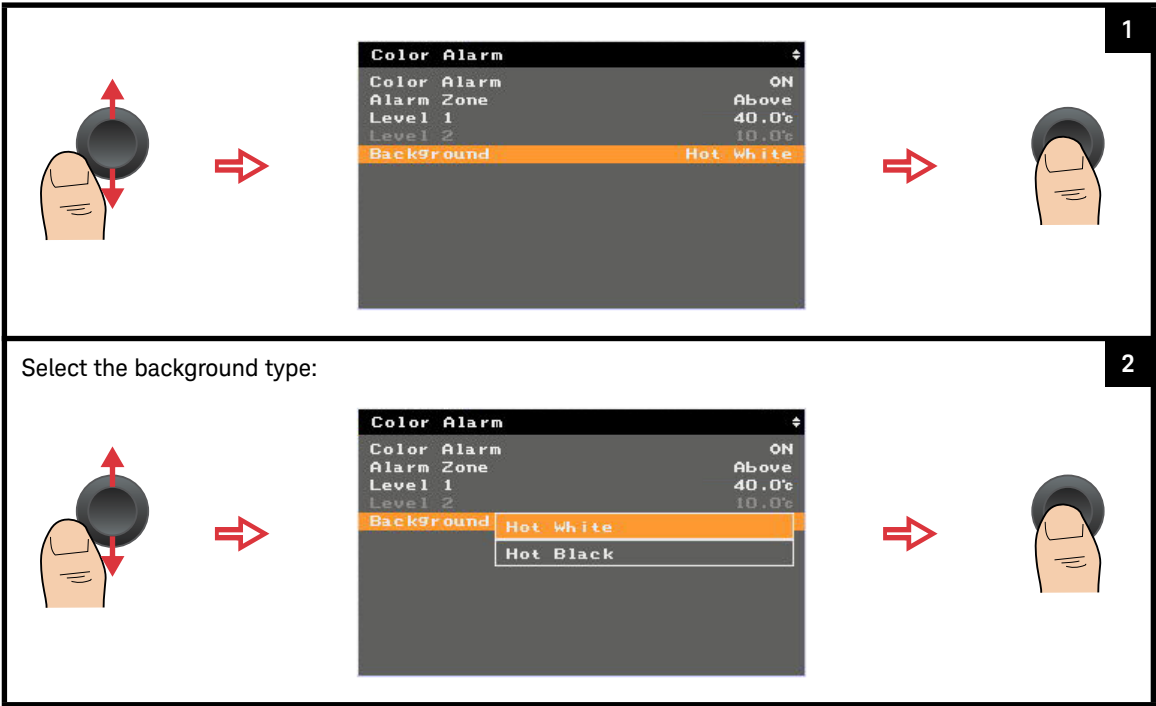 1
Color Alarm
Color Alarm ON
Alarm Zone Above
Level 1 40.0℃
Level 2 10.0℃
Background Hot White
2
Select the background type:
Color Alarm
Color Alarm ON
Alarm Zone Above
Level 1 40.0℃
Level 2 10.0℃
Background
Hot White
Hot Black